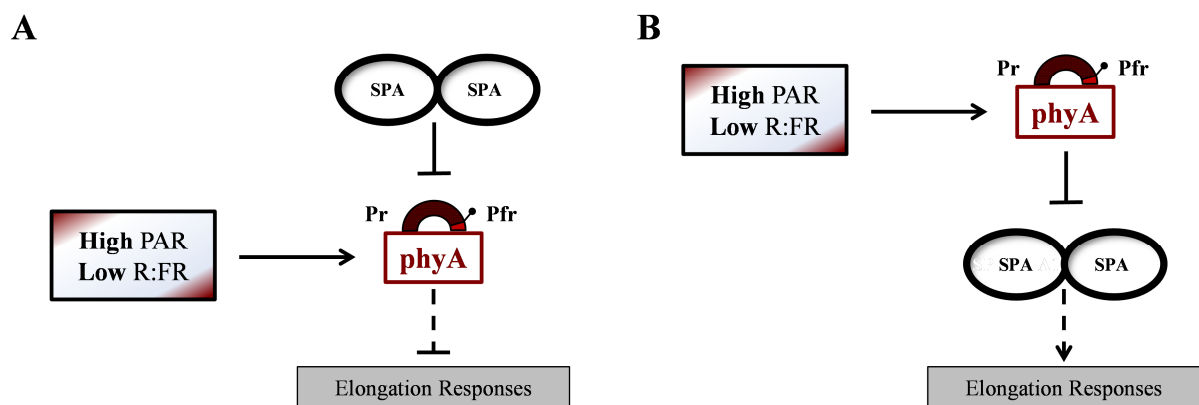 A
SPA SPA
High PAR
Low R:FR
Pr Pfr
phyA
Elongation Responses
B
High PAR
Low R:FR
Pr Pfr
phyA
SPA SPA
Elongation Responses